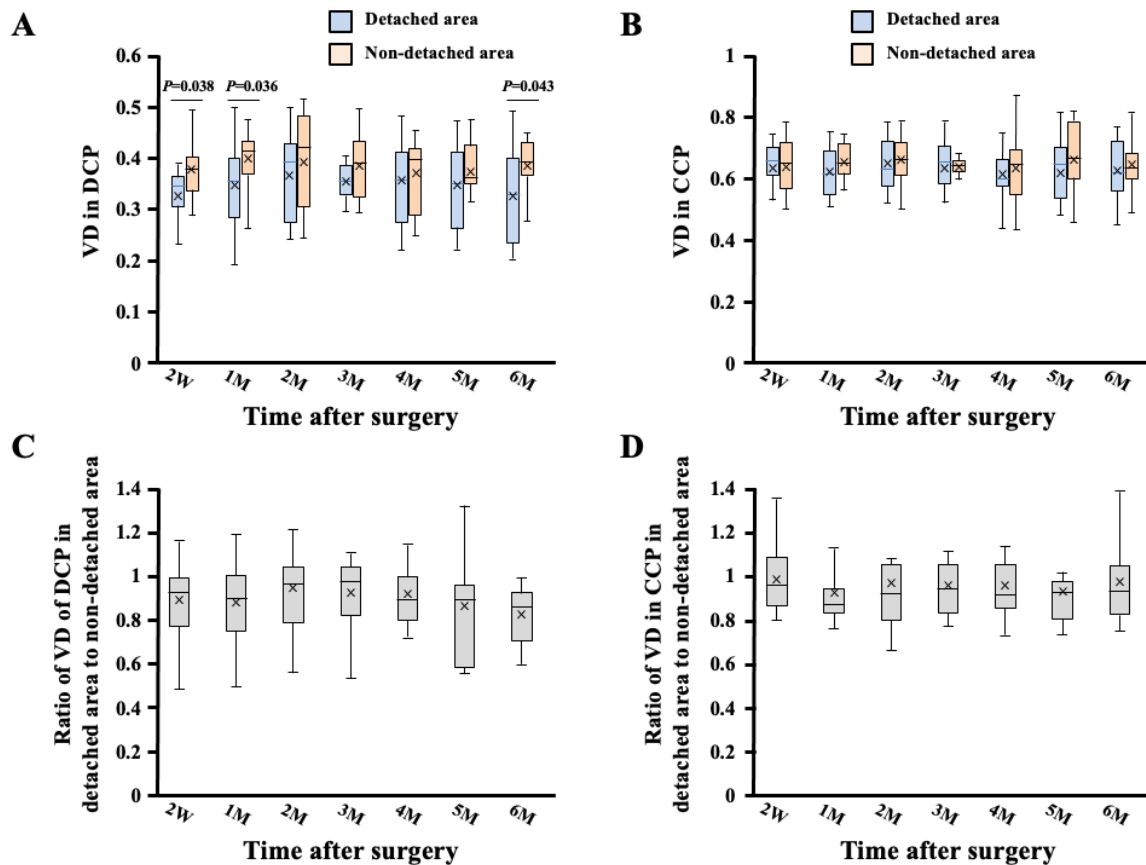 A
Detached area
Non-detached area
VD in DCP
0.6
0.5
0.4
0.3
0.2
0.1
0
P=0.038
P=0.036
P=0.043
2W
1M
2M
3M
4M
5M
6M
Time after surgery
B
Detached area
Non-detached area
VD in CCP
1
0.8
0.6
0.4
0.2
0
2W
1M
2M
3M
4M
5M
6M
Time after surgery
C
Ratio of VD of DCP in
detached area to non-detached area
1.4
1.2
1
0.8
0.6
0.4
0.2
0
2W
1M
2M
3M
4M
5M
6M
Time after surgery
D
Ratio of VD in CCP in
detached area to non-detached area
1.4
1.2
1
0.8
0.6
0.4
0.2
0
2W
1M
2M
3M
4M
5M
6M
Time after surgery